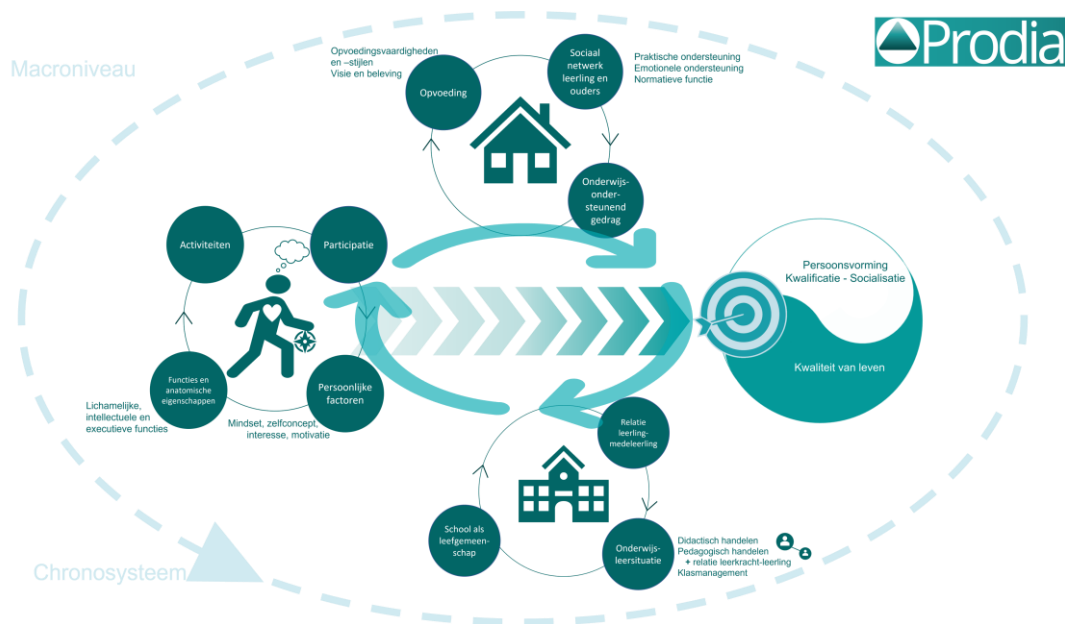 Prodia
Macroniveau
Opvoedingsvaardigheden
en –stijlen
Visie en beleving
Opvoeding
Sociaal
netwerk
leerling en
ouders
Praktische ondersteuning
Emotionele ondersteuning
Normatieve functie
Onderwijs-
onder-
steunend
gedrag
Activiteiten
Participatie
Functies en
anatomische
eigenschappen
Persoonlijke
factoren
Lichamelijke,
intellectuele en
executieve functies
Mindset, zelfconcept,
interesse, motivatie
Persoonsvorming
Kwalificatie - Socialisatie
Kwaliteit van leven
Relatie
leerling-
medeleerling
School als
leefgemeen-
schap
Onderwijs-
leersituatie
Didactisch handelen
Pedagogisch handelen
+ relatie leerkracht-leerling
Klasmanagement
Chronosysteem